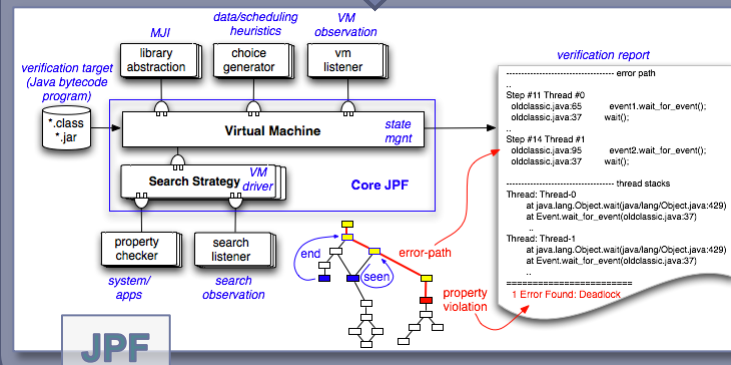 MJI
data/scheduling
heuristics
VM
observation
library
abstraction
choice
generator
vm
listener
verification target
(Java bytecode
program)
*.class
*.jar
Virtual Machine
state
mgnt
Search Strategy
VM
driver
Core JPF
property
checker
search
listener
system/
apps
search
observation
end
seen
error-path
property
violation
verification report
------------------------------------ error path
..
Step #11 Thread #0
oldclassic.java:65 event1.wait_for_event();
oldclassic.java:37 wait();
..
Step #14 Thread #1
oldclassic.java:95 event2.wait_for_event();
oldclassic.java:37 wait();
------------------------------------ thread stacks
Thread: Thread-0
at java.lang.Object.wait(java/lang/Object.java:429)
at Event.wait_for_event(oldclassic.java:37)
..
Thread: Thread-1
at java.lang.Object.wait(java/lang/Object.java:429)
at Event.wait_for_event(oldclassic.java:37)
..
========================
1 Error Found: Deadlock
JPF